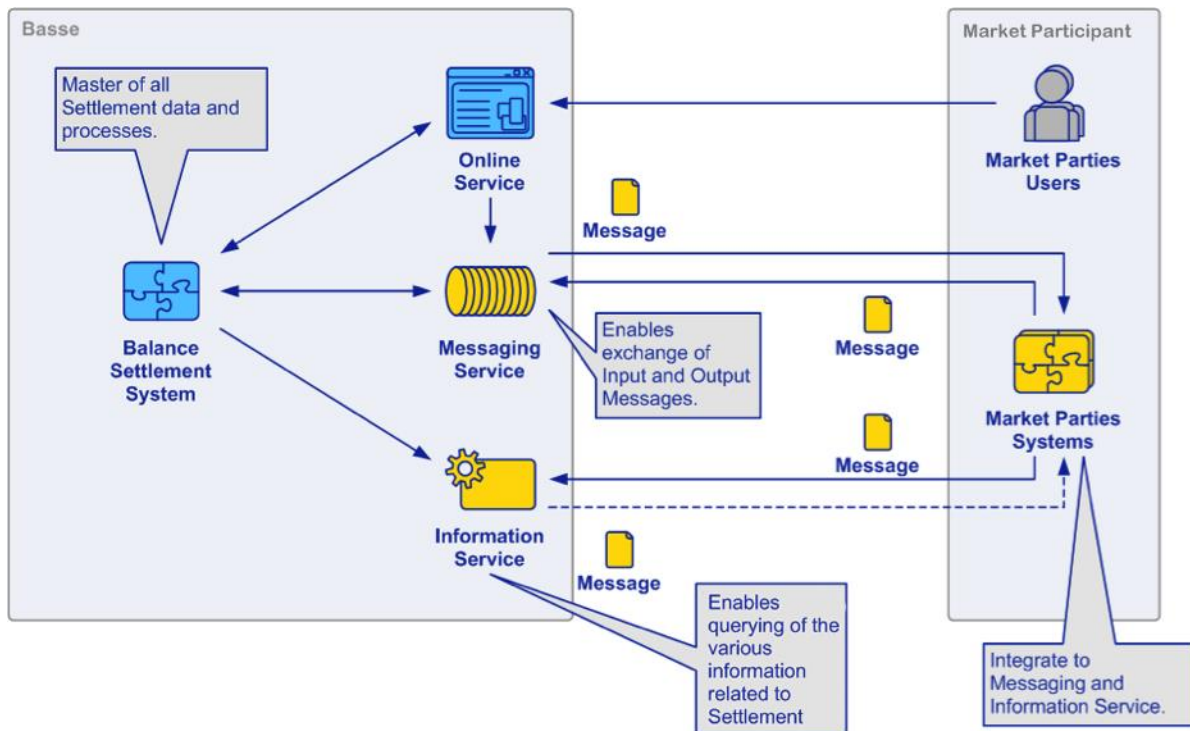 Basse
Market Participant
Master of all
Settlement data and
processes.
Online
Service
Market Parties
Users
Message
Balance
Settlement
System
Messaging
Service
Enables
exchange of
Input and Output
Messages.
Message
Market Parties
Systems
Message
Information
Service
Message
Enables
querying of the
various
information
related to
Settlement
Integrate to
Messaging and
Information Service.